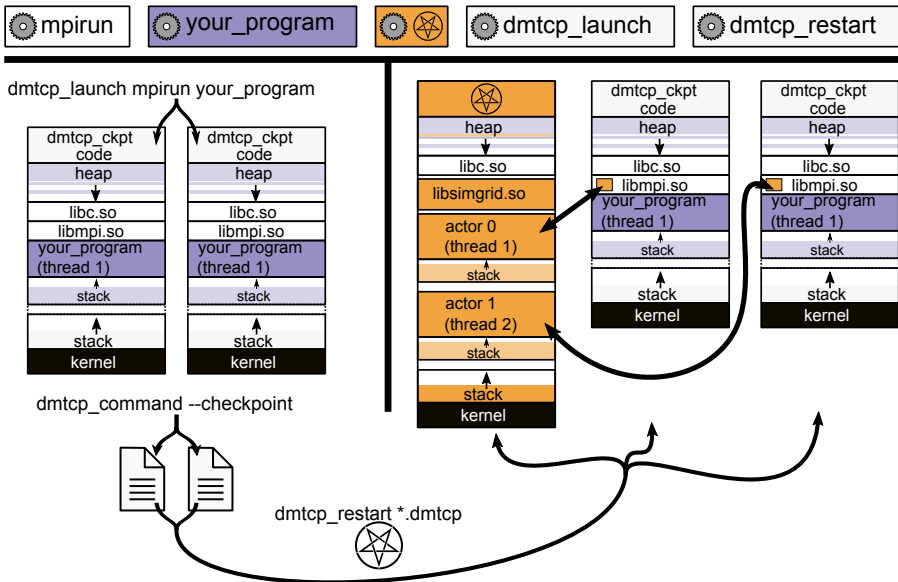 mpirun
your_program
dmtcp_launch
dmtcp_restart
dmtcp_launch mpirun your_program
dmtcp_ckpt
code
heap
libc.so
libmpi.so
your_program
(thread 1)
stack
stack
kernel
dmtcp_ckpt
code
heap
libc.so
libmpi.so
your_program
(thread 1)
stack
stack
kernel
dmtcp_command --checkpoint
dmtcp_restart *.dmtcp
heap
libc.so
libsimgrid.so
actor 0
(thread 1)
stack
actor 1
(thread 2)
stack
stack
kernel
dmtcp_ckpt
code
heap
libc.so
libmpi.so
your_program
(thread 1)
stack
stack
kernel
dmtcp_ckpt
code
heap
libc.so
libmpi.so
your_program
(thread 1)
stack
stack
kernel